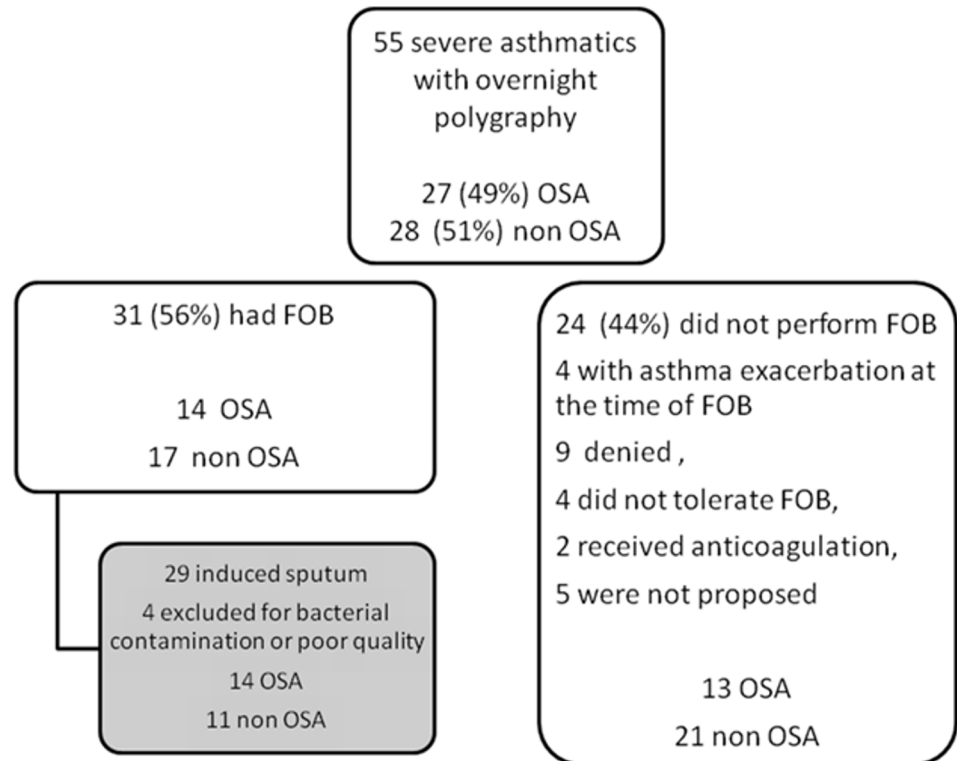 55 severe asthmatics
with overnight
polygraphy
27 (49%) OSA
28 (51%) non OSA
31 (56%) had FOB
14 OSA
17 non OSA
29 induced sputum
4 excluded for bacterial
contamination or poor quality
14 OSA
11 non OSA
24 (44%) did not perform FOB
4 with asthma exacerbation at
the time of FOB
9 denied ,
4 did not tolerate FOB,
2 received anticoagulation,
5 were not proposed
13 OSA
21 non OSA